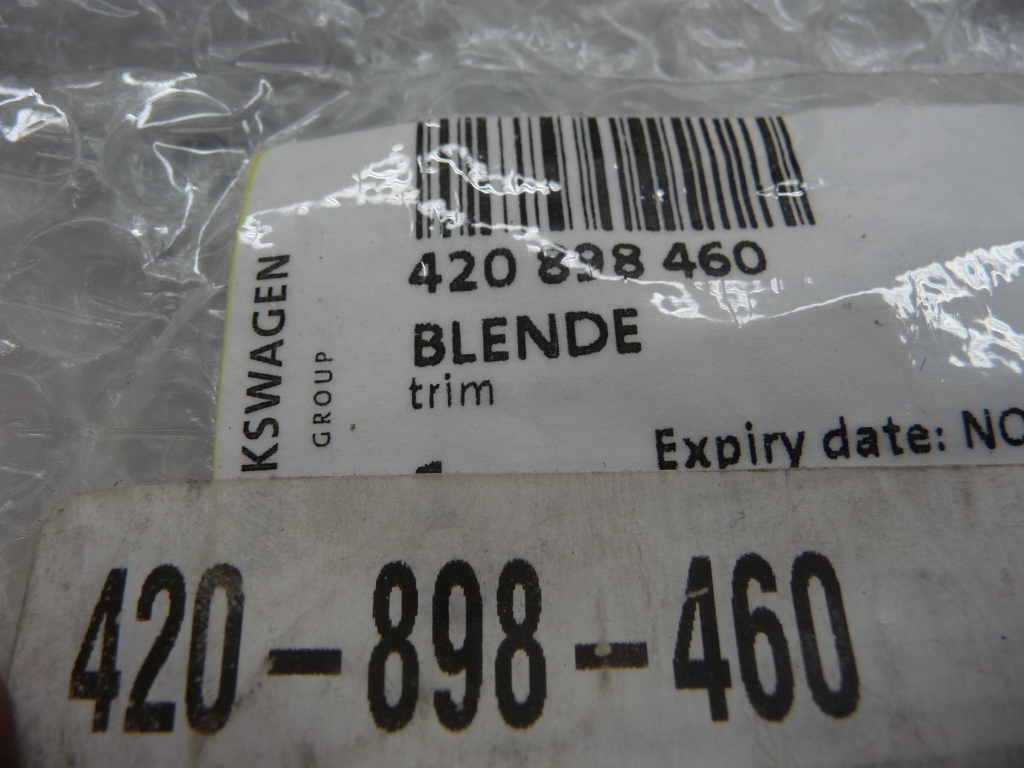 KSWAGEN
GROUP
420 898 460
BLENDE
trim
Expiry date: NO
420-898-460